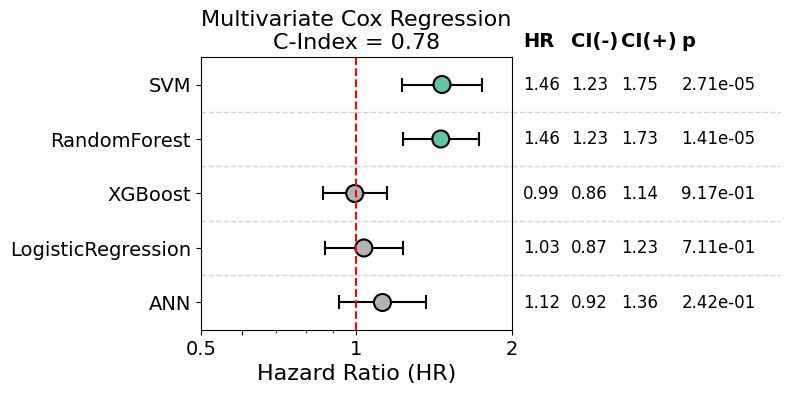 Multivariate Cox Regression
C-Index = 0.78
HR CI(-) CI(+) p
SVM 1.46 1.23 1.75 2.71e-05
RandomForest 1.46 1.23 1.73 1.41e-05
XGBoost 0.99 0.86 1.14 9.17e-01
LogisticRegression 1.03 0.87 1.23 7.11e-01
ANN 1.12 0.92 1.36 2.42e-01
0.5 1 2
Hazard Ratio (HR)